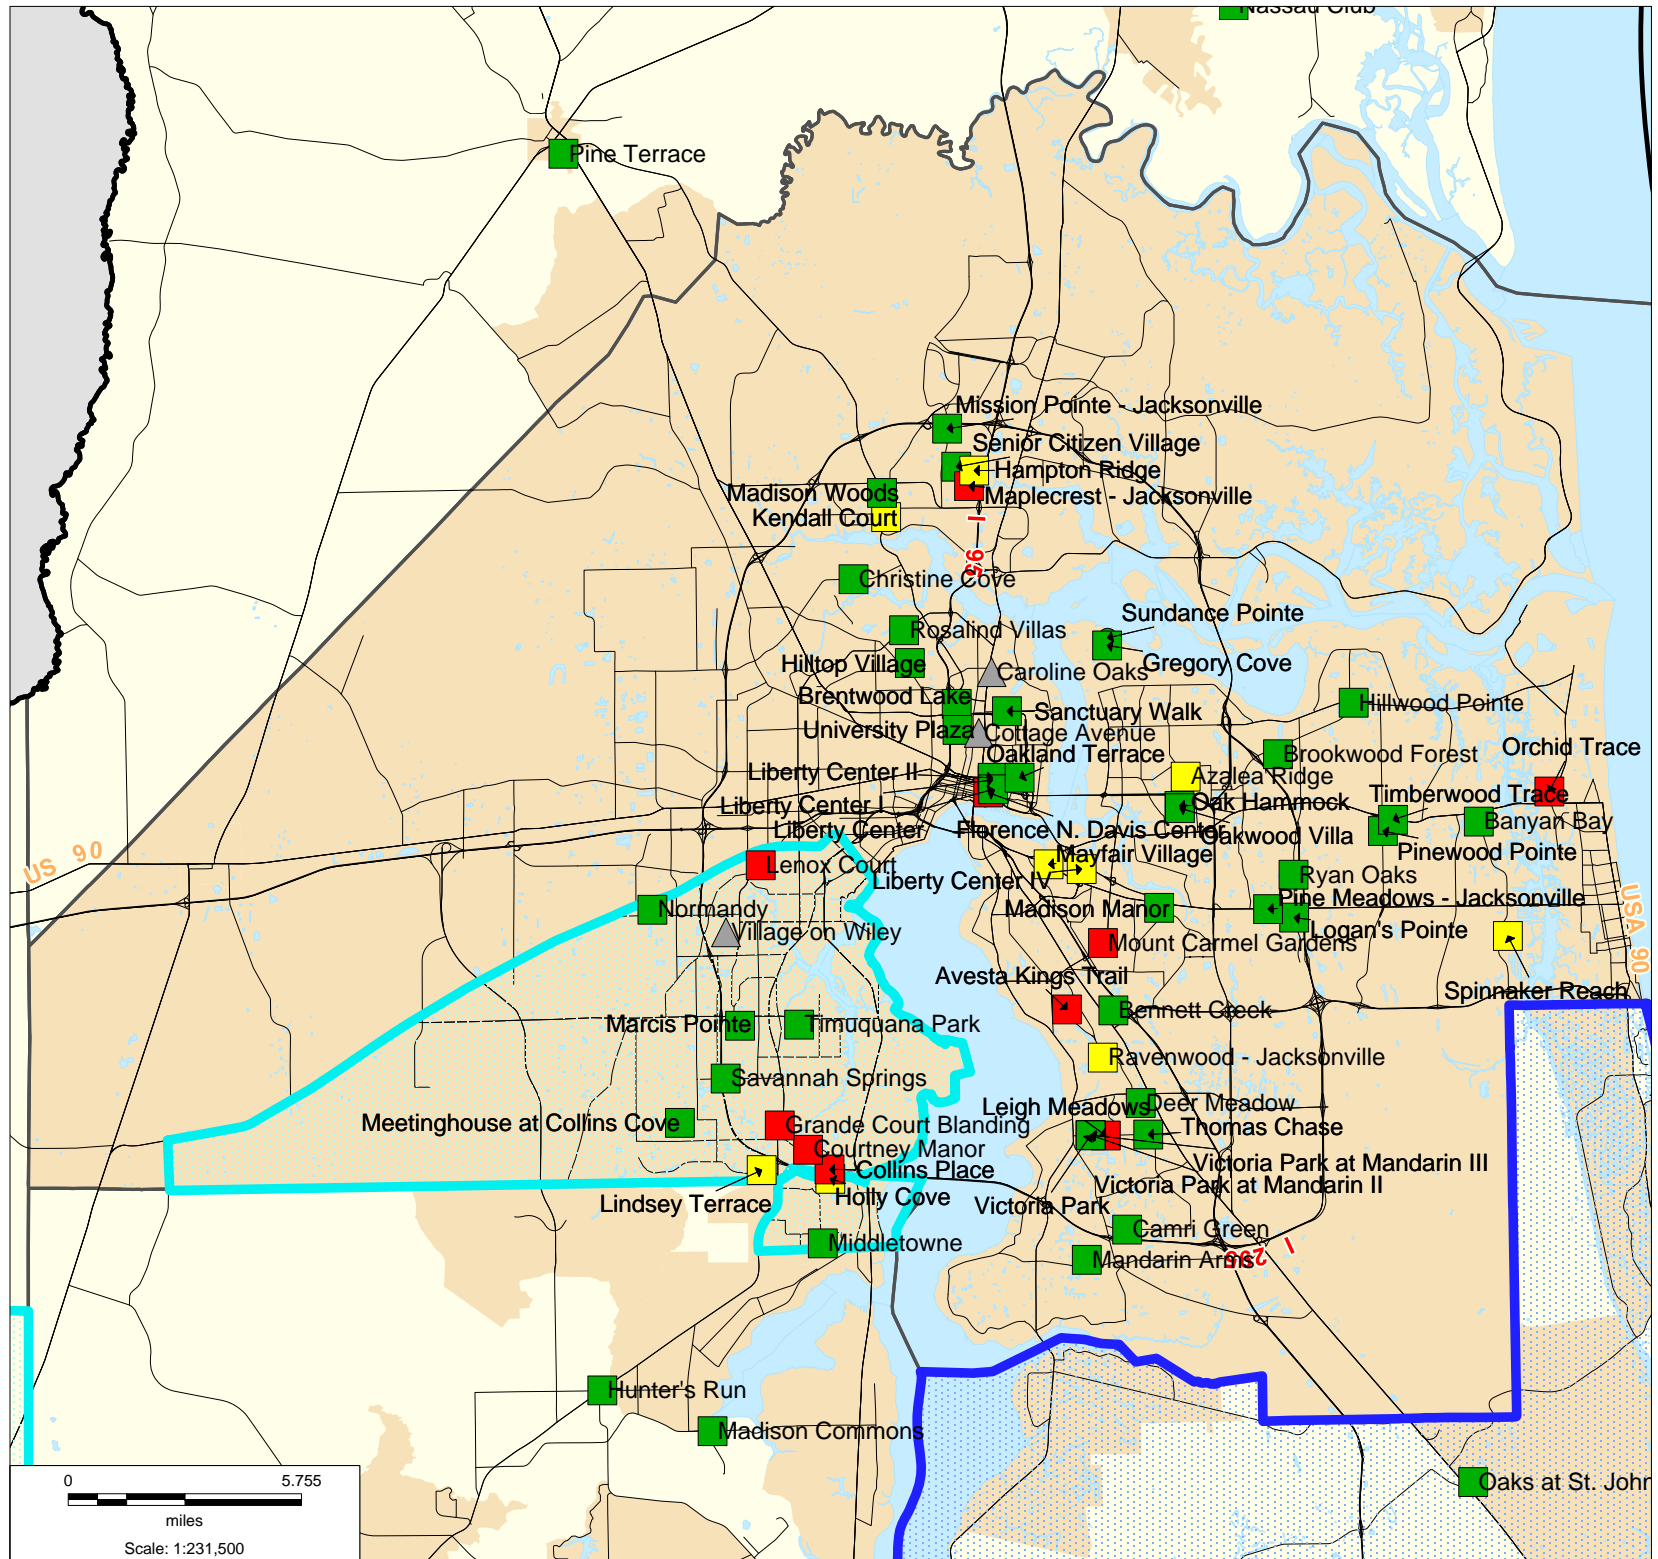 Nassau Club
Pine Terrace
Mission Pointe - Jacksonville
Senior Citizen Village
Hampton Ridge
Madison Woods
Maplecrest - Jacksonville
Kendall Court
I 95
Christine Cove
Sundance Pointe
Rosalind Villas
Hilltop Village
Gregory Cove
Caroline Oaks
Brentwood Lake
Hillwood Pointe
Sanctuary Walk
University Plaza
Cottage Avenue
Orchid Trace
Oakland Terrace
Brookwood Forest
Liberty Center II
Azalea Ridge
Timberwood Trace
Liberty Center I
Oak Hammock
Banyan Bay
Liberty Center
Florence N. Davis Center
Oakwood Villa
Pinewood Pointe
Mayfair Village
US 90
Lenox Court
Liberty Center IV
Ryan Oaks
Pine Meadows - Jacksonville
Normandy
Madison Manor
USA 90
Village on Wiley
Logan's Pointe
Mount Carmel Gardens
Avesta Kings Trail
Spinnaker Reach
Bennett Creek
Marcis Pointe
Timuquana Park
Ravenwood - Jacksonville
Savannah Springs
Leigh Meadows
Deer Meadow
Meetinghouse at Collins Cove
Grande Court Blanding
Thomas Chase
Courtney Manor
Victoria Park at Mandarin III
Collins Place
Victoria Park at Mandarin II
Lindsey Terrace
Holly Cove
Victoria Park
Camri Green
Middletowne
I 295
Mandarin Arms
Hunter's Run
Madison Commons
Oaks at St. John
0 5.755
miles
Scale: 1:231,500